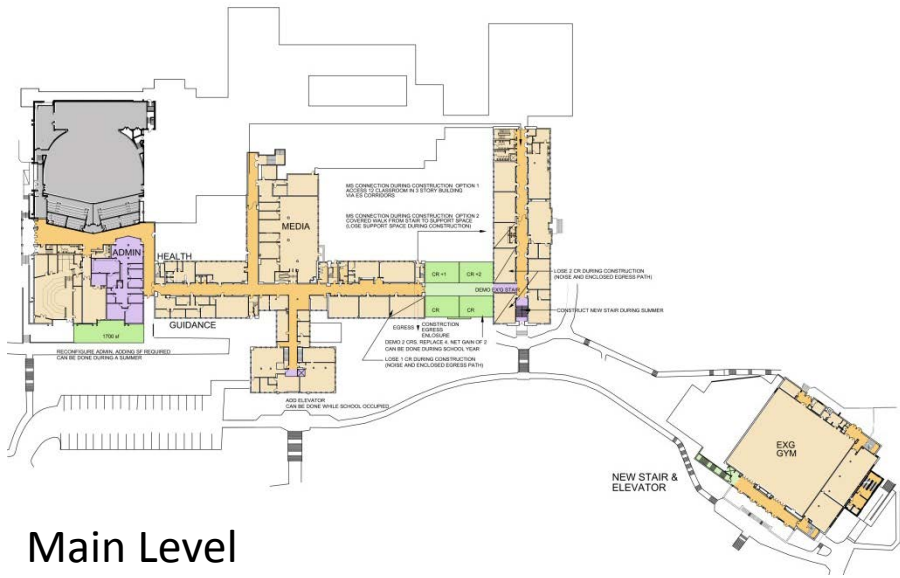 MS CONNECTION DURING CONSTRUCTION OPTION 1
ACCESS 12 CLASSROOM IN 3 STORY BUILDING
VIA ES CORRIDORS
MS CONNECTION DURING CONSTRUCTION OPTION 2
COVERED WALK FROM STAIR TO SUPPORT SPACE
(LOSE SUPPORT SPACE DURING CONSTRUCTION)
MEDIA
ADMIN
HEALTH
CR +1
CR +2
LOSE 2 CR DURING CONSTRUCTION
(NOISE AND ENCLOSED EGRESS PATH)
DEMO EXG STAIR
CR
CR
CONSTRUCT NEW STAIR DURING SUMMER
GUIDANCE
1700 sf
EGRESS
CONSTRCTION
EGRESS
ENCLOSURE
DEMO 2 CRS. REPLACE 4. NET GAIN OF 2
CAN BE DONE DURING SCHOOL YEAR
RECONFIGURE ADMIN, ADDING SF REQUIRED
CAN BE DONE DURING A SUMMER
LOSE 1 CR DURING CONSTRUCTION
(NOISE AND ENCLOSED EGRESS PATH)
ADD ELEVATOR
CAN BE DONE WHILE SCHOOL OCCUPIED
EXG
GYM
NEW STAIR &
ELEVATOR
Main Level